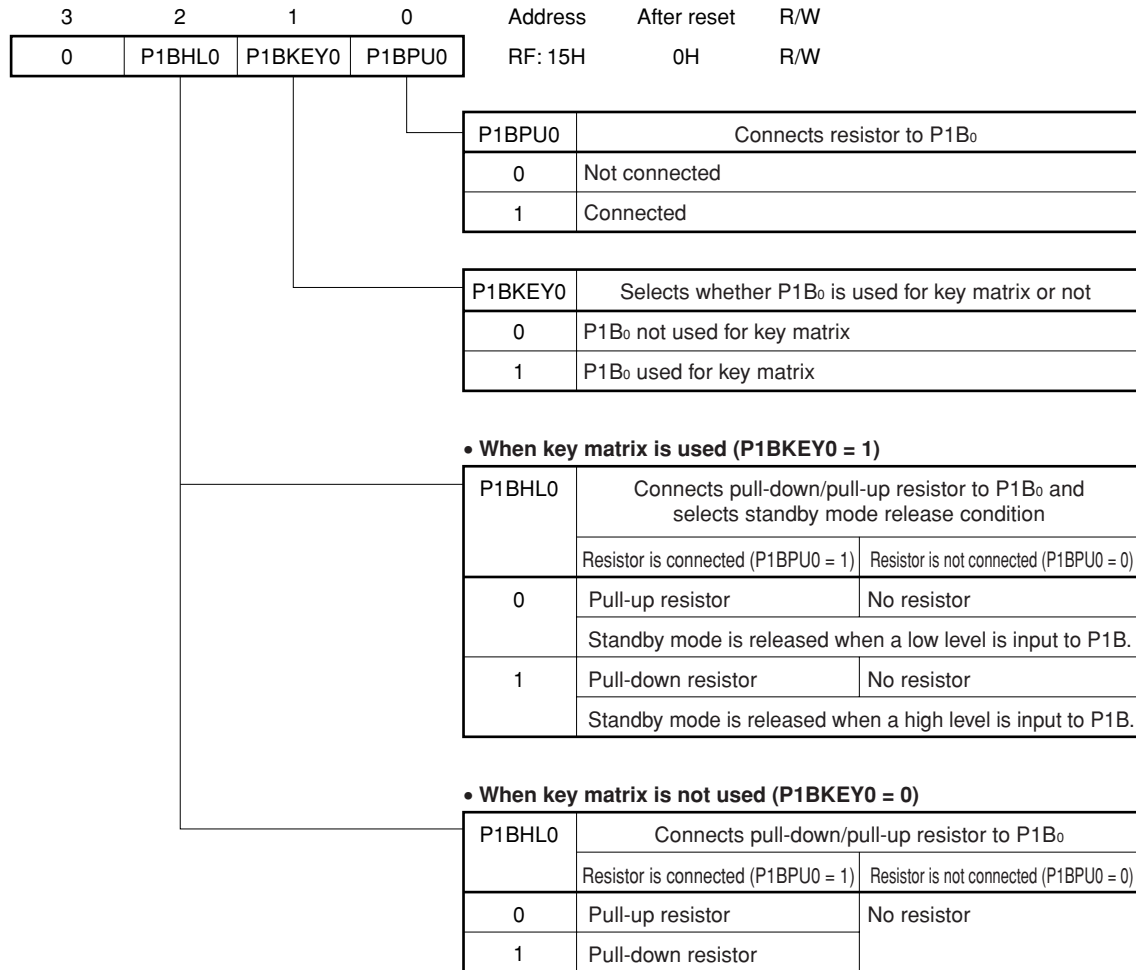 3 2 1 0 Address After reset R/W
0 P1BHL0 P1BKEY0 P1BPU0 RF: 15H 0H R/W
P1BPU0 Connects resistor to P1B0
0 Not connected
1 Connected
P1BKEY0 Selects whether P1B0 is used for key matrix or not
0 P1B0 not used for key matrix
1 P1B0 used for key matrix
• When key matrix is used (P1BKEY0 = 1)
P1BHL0 Connects pull-down/pull-up resistor to P1B0 and
selects standby mode release condition
Resistor is connected (P1BPU0 = 1) Resistor is not connected (P1BPU0 = 0)
0 Pull-up resistor No resistor
Standby mode is released when a low level is input to P1B.
1 Pull-down resistor No resistor
Standby mode is released when a high level is input to P1B.
• When key matrix is not used (P1BKEY0 = 0)
P1BHL0 Connects pull-down/pull-up resistor to P1B0
Resistor is connected (P1BPU0 = 1) Resistor is not connected (P1BPU0 = 0)
0 Pull-up resistor No resistor
1 Pull-down resistor